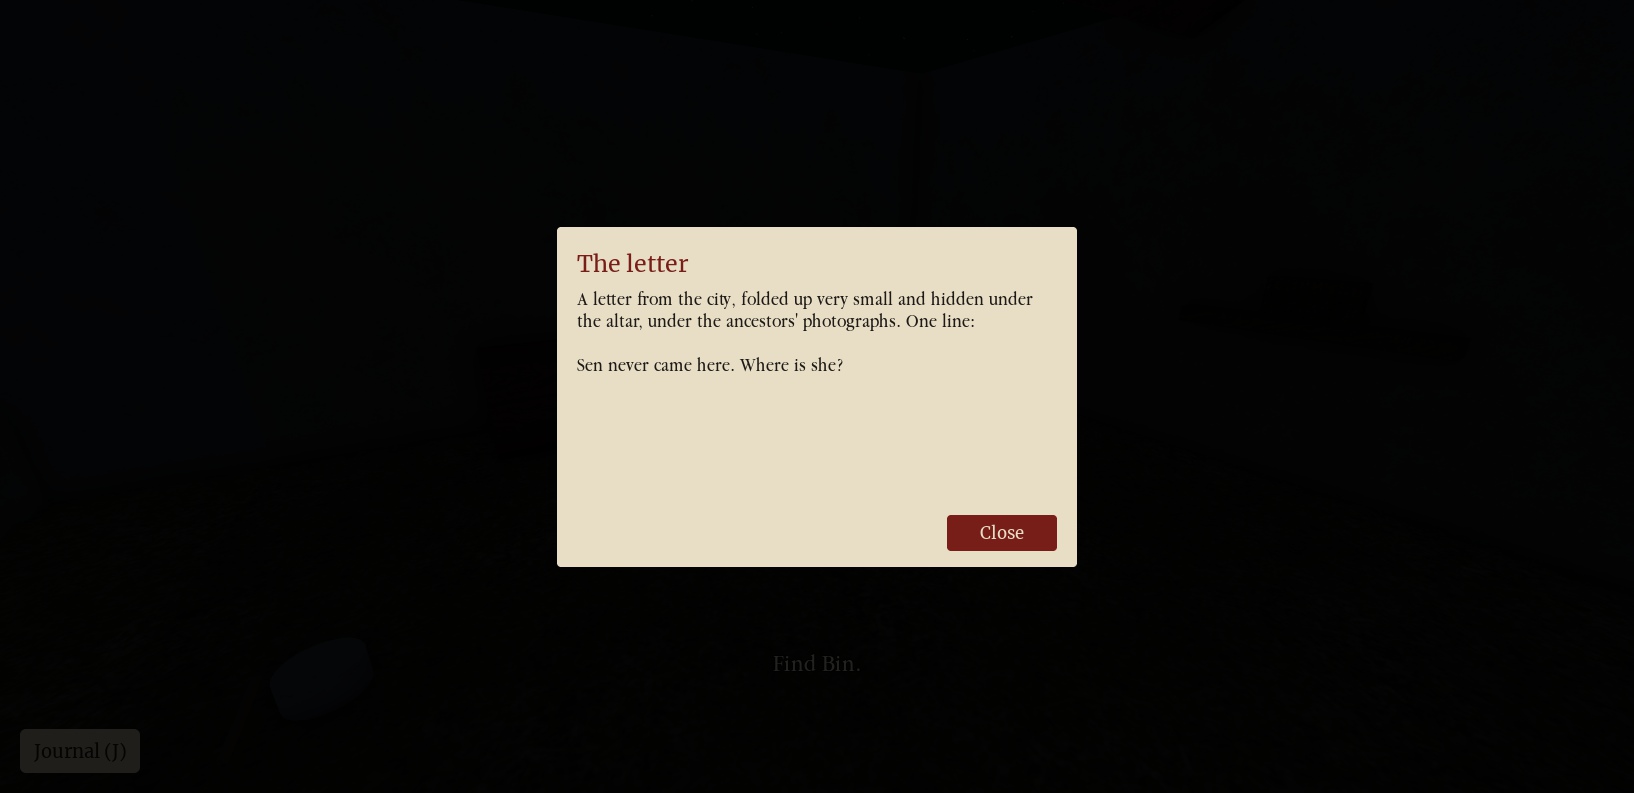 The letter
A letter from the city, folded up very small and hidden under
the altar, under the ancestors' photographs. One line:
Sen never came here. Where is she?
Close
Find Bin.
Journal (J)